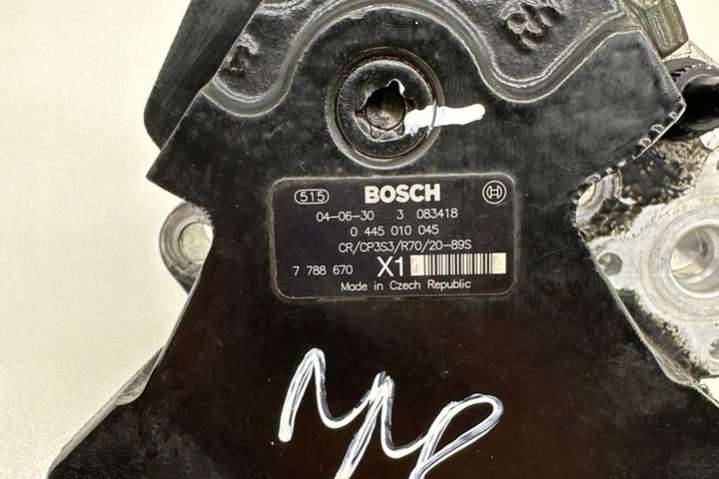 515 BOSCH
04-06-30 3 083418
0 445 010 045
CR/CP3S3/R70/20-89S
7 788 670 X1
Made in Czech Republic